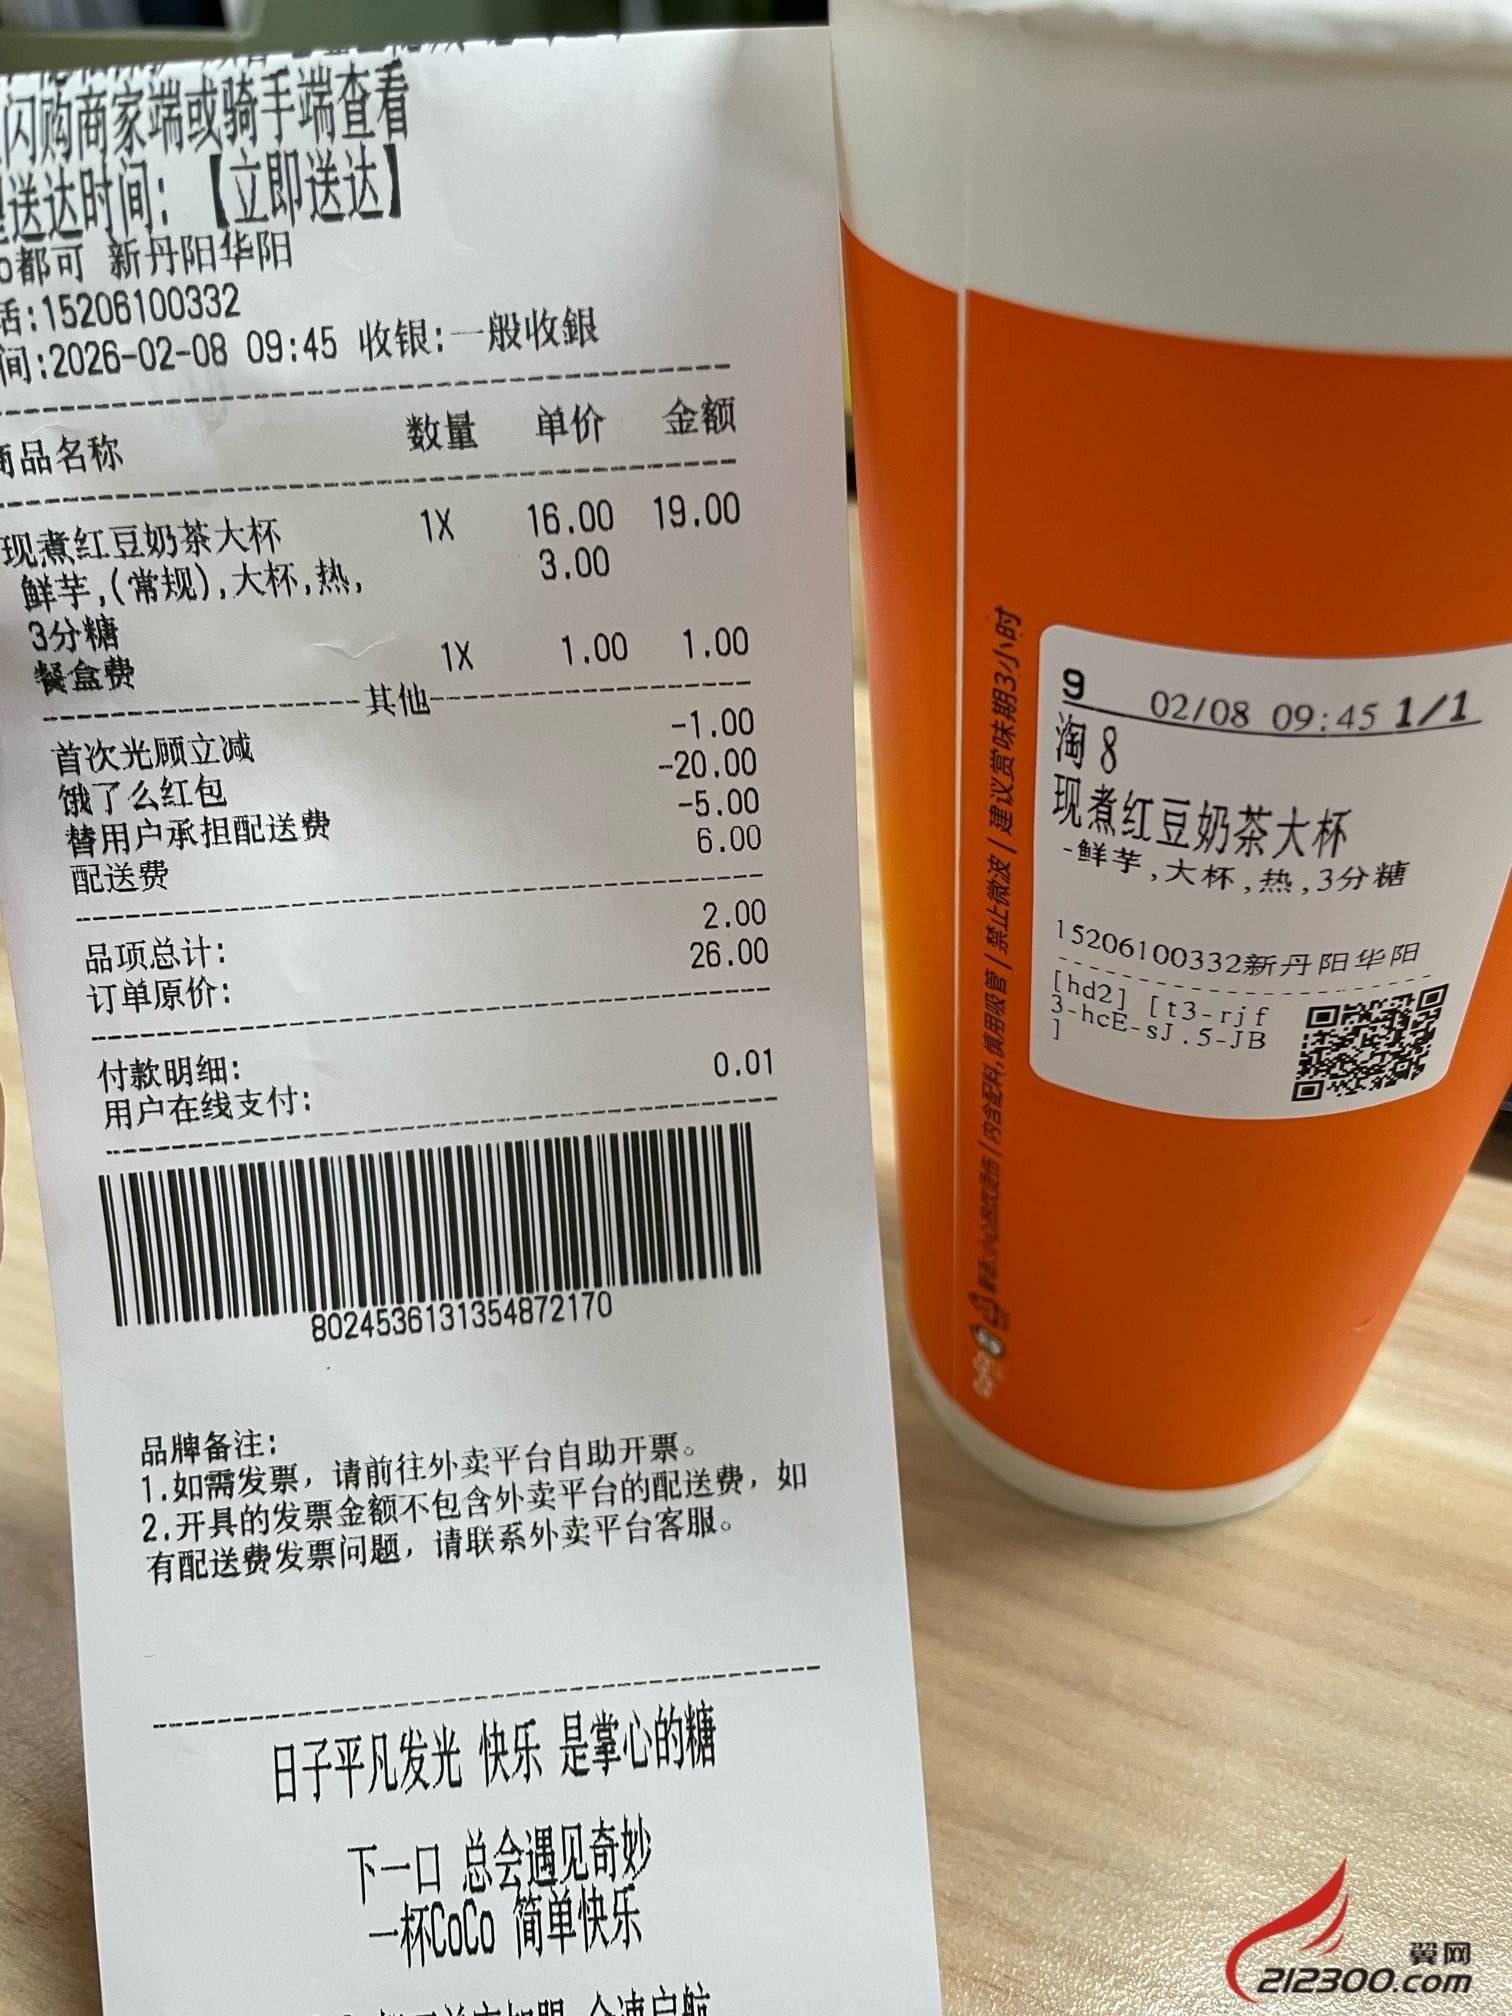 闪购商家端或骑手端查看
送达时间:【立即送达】
都可 新丹阳华阳
话:15206100332
间:2026-02-08 09:45 收银:一般收銀
商品名称 数量 单价 金额
现煮红豆奶茶大杯 1X 16.00 19.00
鲜芋,(常规),大杯,热, 3.00
3分糖
餐盒费 1X 1.00 1.00
其他
首次光顾立减 -1.00
饿了么红包 -20.00
替用户承担配送费 -5.00
配送费 6.00
品项总计: 2.00
订单原价: 26.00
付款明细:
用户在线支付: 0.01
8024536131354872170
品牌备注:
1.如需发票，请前往外卖平台自助开票。
2.开具的发票金额不包含外卖平台的配送费，如
有配送费发票问题，请联系外卖平台客服。
日子平凡发光 快乐 是掌心的糖
下一口 总会遇见奇妙
一杯CoCo 简单快乐
9 02/08 09:45 1/1
淘 8
现煮红豆奶茶大杯
-鲜芋,大杯,热,3分糖
15206100332新丹阳华阳
[hd2] [t3-rjf
3-hcE-sJ.5-JB
]
内含配料,慎用吸管|禁止微波|建议赏味期3小时
翼网
212300.com